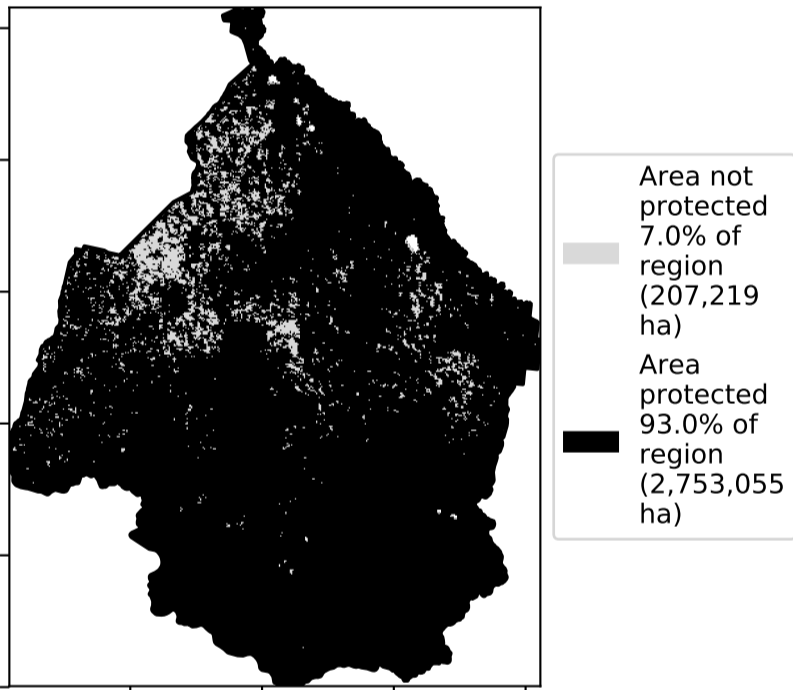 Area not
protected
7.0% of
region
(207,219
ha)
Area
protected
93.0% of
region
(2,753,055
ha)